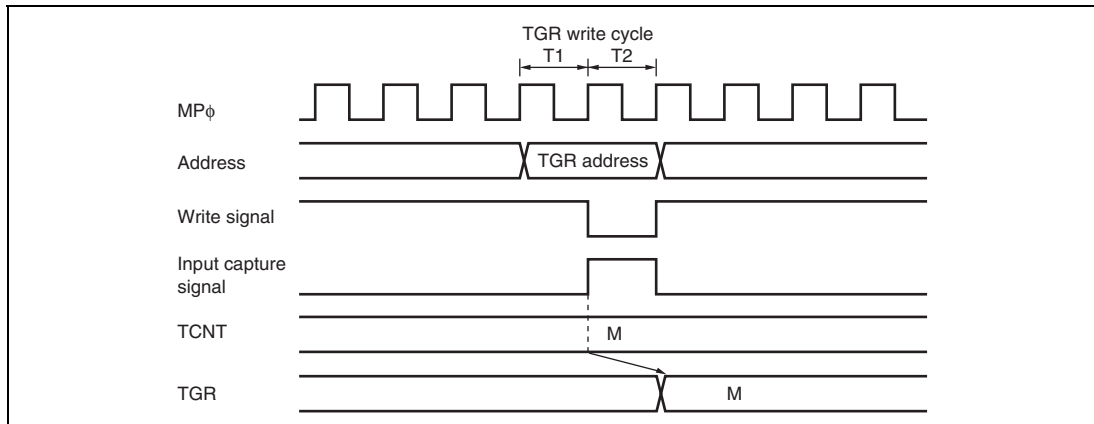 TGR write cycle
T1 T2
MPϕ
Address
TGR address
Write signal
Input capture
signal
TCNT
M
TGR
M